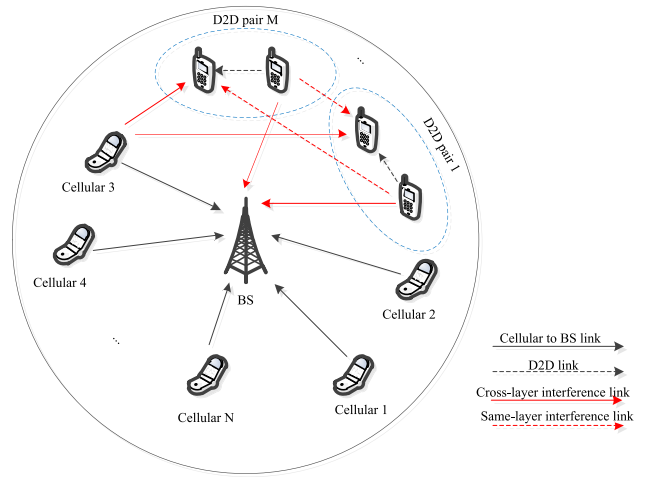 D2D pair M
...
D2D pair 1
Cellular 3
Cellular 4
BS
Cellular 2
...
Cellular N
Cellular 1
Cellular to BS link
D2D link
Cross-layer interference link
Same-layer interference link